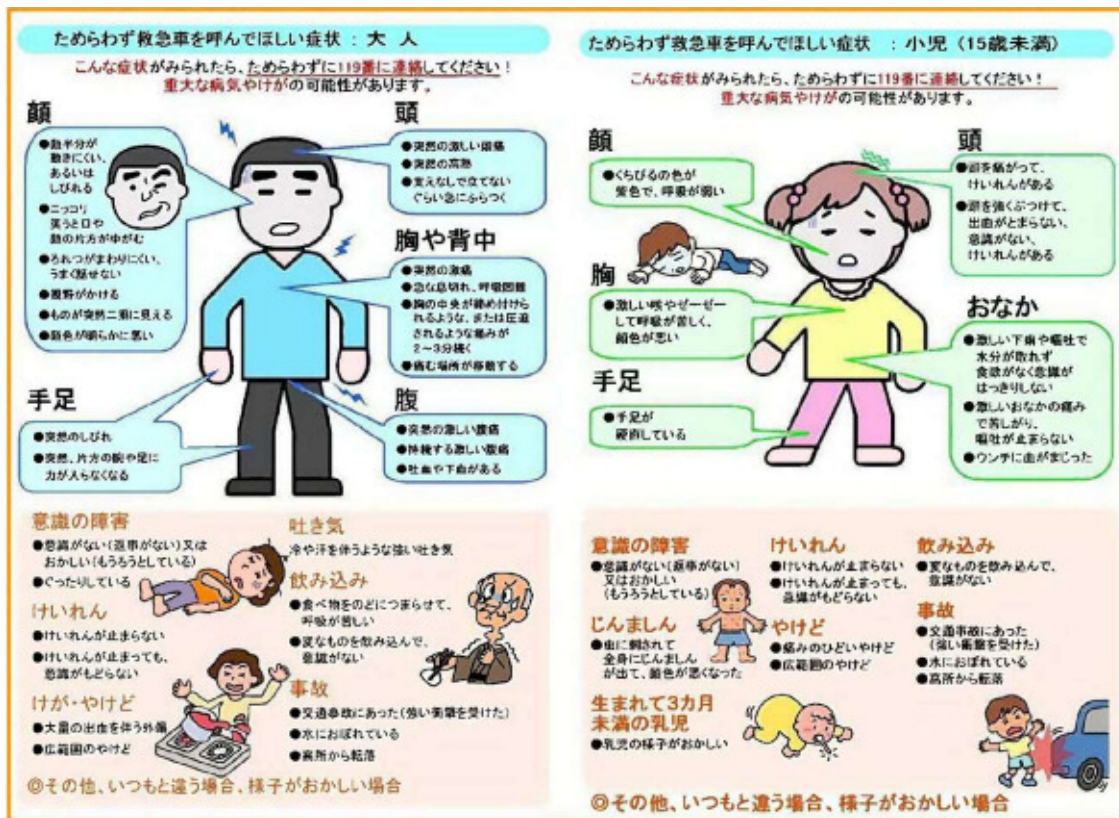 ためらわず救急車を呼んでほしい症状 : 大 人
こんな症状がみられたら、ためらわずに119番に連絡してください！
重大な病気やけがの可能性があります。
顔
●顔半分が
動きにくい、
あるいは
しびれる
●ニッコリ
笑うと口や
顔の片方がゆがむ
●ろれつがまわりにくい、
うまく話せない
●視野がかける
●ものが突然二重に見える
●顔色が明らかに悪い
頭
●突然の激しい頭痛
●突然の高熱
●支えなしで立てない
ぐらい急にふらつく
胸や背中
●突然の激痛
●急な息切れ、呼吸困難
●胸の中央が締め付けら
れるような、または圧迫
されるような痛みが
2～3分続く
●痛む場所が移動する
手足
●突然のしびれ
●突然、片方の腕や足に
力が入らなくなる
腹
●突然の激しい腹痛
●持続する激しい腹痛
●吐血や下血がある
意識の障害
●意識がない(返事がない)又は
おかしい(もうろうとしている)
●ぐったりしている
けいれん
●けいれんが止まらない
●けいれんが止まっても、
意識がもどらない
けが・やけど
●大量の出血を伴う外傷
●広範囲のやけど
吐き気
冷や汗を伴うような強い吐き気
飲み込み
●食べ物をのどにつまらせて、
呼吸が苦しい
●変なものを飲み込んで、
意識がない
事故
●交通事故にあった(強い衝撃を受けた)
●水におぼれている
●高所から転落
◎その他、いつもと違う場合、様子がおかしい場合
ためらわず救急車を呼んでほしい症状 : 小児（15歳未満）
こんな症状がみられたら、ためらわずに119番に連絡してください！
重大な病気やけがの可能性があります。
顔
●くちびるの色が
紫色で、呼吸が弱い
頭
●頭を痛がって、
けいれんがある
●頭を強くぶつけて、
出血がとまらない、
意識がない、
けいれんがある
胸
●激しい咳やゼーゼー
して呼吸が苦しく、
顔色が悪い
おなか
●激しい下痢や嘔吐で
水分が取れず
食欲がなく意識が
はっきりしない
●激しいおなかの痛み
で苦しがり、
嘔吐が止まらない
●ウンチに血がまじった
手足
●手足が
硬直している
意識の障害
●意識がない(返事がない)
又はおかしい
(もうろうとしている)
じんましん
●虫に刺されて
全身にじんましん
が出て、顔色が悪くなった
生まれて3カ月
未満の乳児
●乳児の様子がおかしい
けいれん
●けいれんが止まらない
●けいれんが止まっても、
意識がもどらない
やけど
●痛みのひどいやけど
●広範囲のやけど
飲み込み
●変なものを飲み込んで、
意識がない
事故
●交通事故にあった
(強い衝撃を受けた)
●水におぼれている
●高所から転落
◎その他、いつもと違う場合、様子がおかしい場合